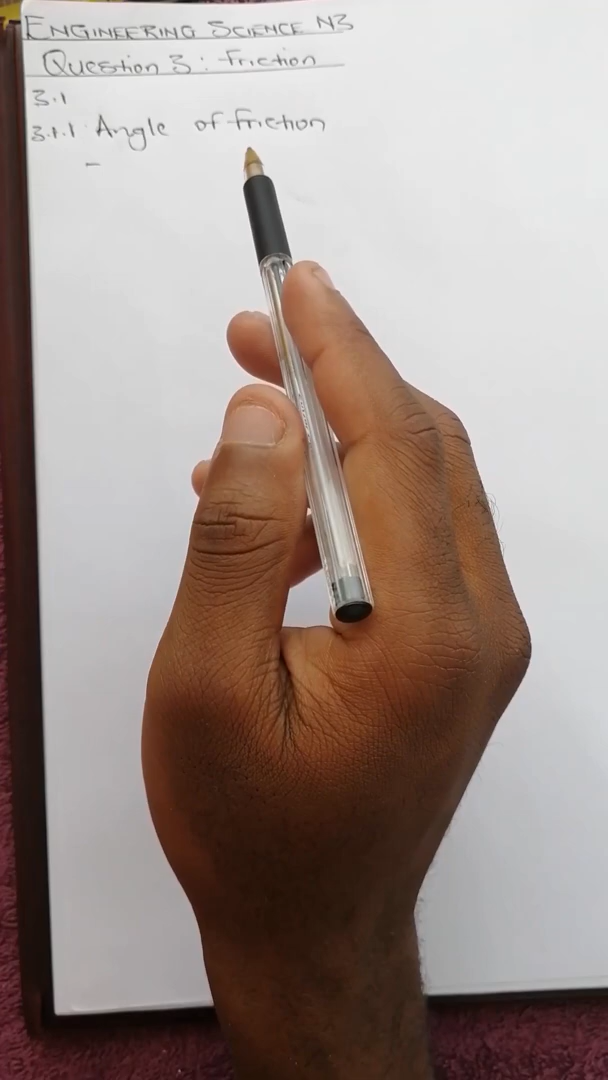 ENGINEERING SCIENCE N3
Question 3: friction
3.1
3.1.1 Angle of friction
-